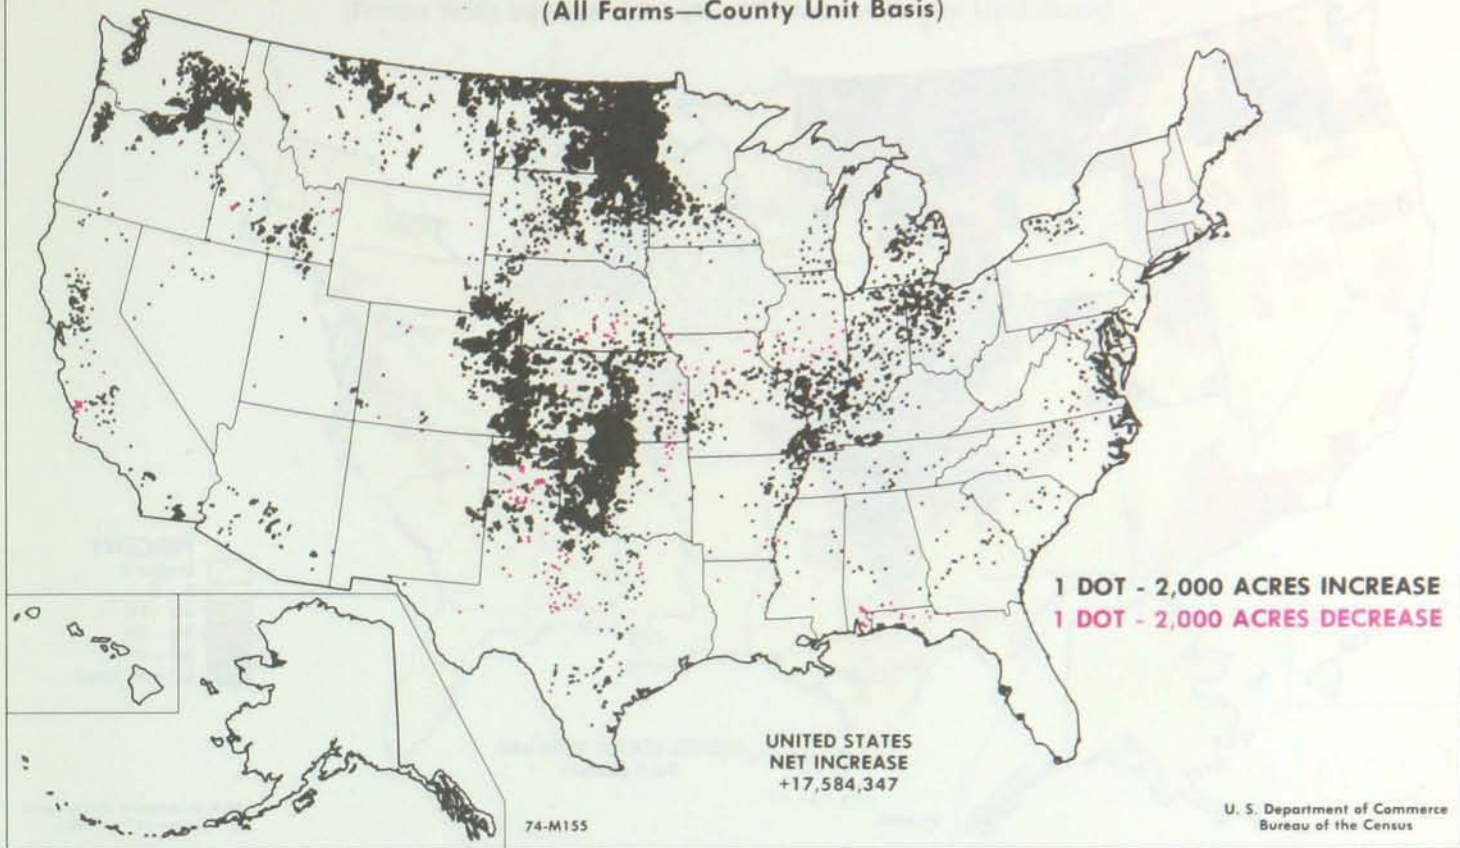 (All Farms—County Unit Basis)
1 DOT - 2,000 ACRES INCREASE
1 DOT - 2,000 ACRES DECREASE
UNITED STATES
NET INCREASE
+17,584,347
74-M155
U. S. Department of Commerce
Bureau of the Census